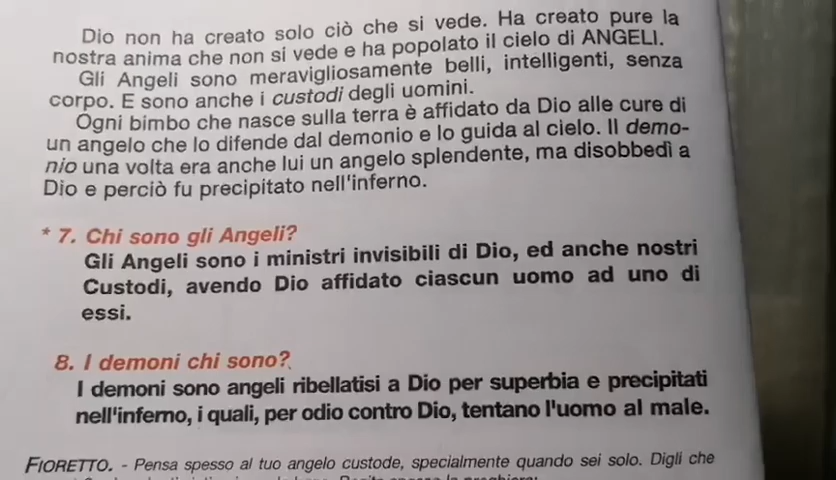 Dio non ha creato solo ciò che si vede. Ha creato pure la
nostra anima che non si vede e ha popolato il cielo di ANGELI.
Gli Angeli sono meravigliosamente belli, intelligenti, senza
corpo. E sono anche i custodi degli uomini.
Ogni bimbo che nasce sulla terra è affidato da Dio alle cure di
un angelo che lo difende dal demonio e lo guida al cielo. Il demo-
nio una volta era anche lui un angelo splendente, ma disobbedì a
Dio e perciò fu precipitato nell'inferno.
* 7. Chi sono gli Angeli?
Gli Angeli sono i ministri invisibili di Dio, ed anche nostri
Custodi, avendo Dio affidato ciascun uomo ad uno di
essi.
8. I demoni chi sono?
I demoni sono angeli ribellatisi a Dio per superbia e precipitati
nell'inferno, i quali, per odio contro Dio, tentano l'uomo al male.
FIORETTO. - Pensa spesso al tuo angelo custode, specialmente quando sei solo. Digli che